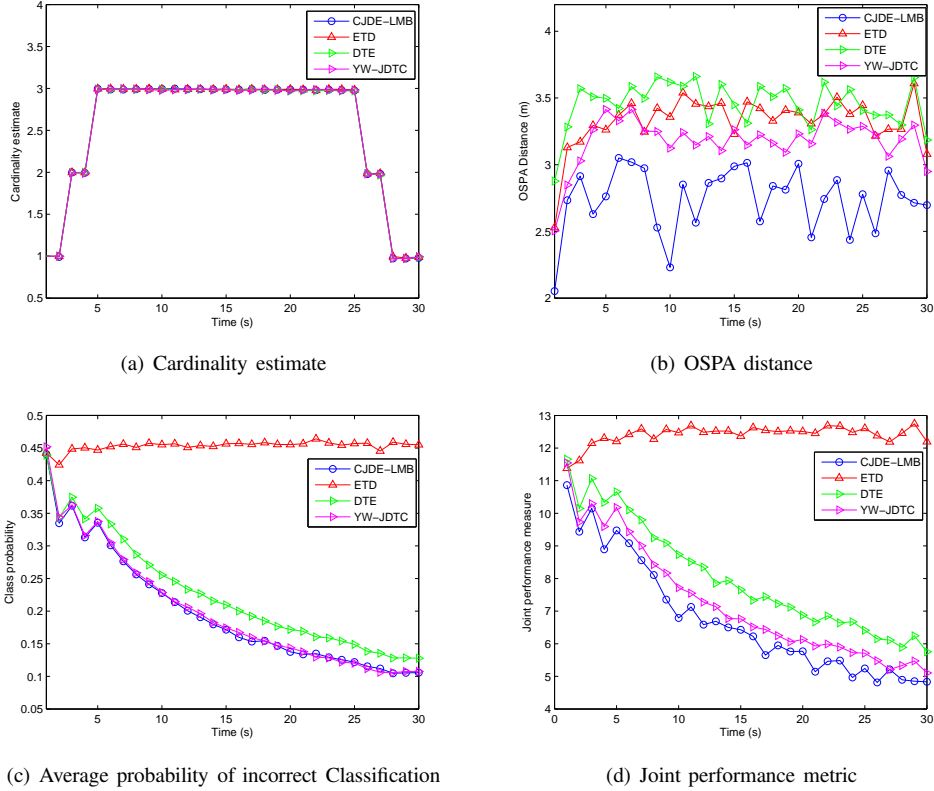 4
3.5
3
2.5
2
1.5
1
0.5
5 10 15 20 25 30
Time (s)
Cardinality estimate
CJDE-LMB
ETD
DTE
YW-JDTC
(a) Cardinality estimate
4
3.5
3
2.5
2
5 10 15 20 25 30
Time (s)
OSPA Distance (m)
CJDE-LMB
ETD
DTE
YW-JDTC
(b) OSPA distance
0.5
0.45
0.4
0.35
0.3
0.25
0.2
0.15
0.1
0.05
5 10 15 20 25 30
Time (s)
Class probability
CJDE-LMB
ETD
DTE
YW-JDTC
(c) Average probability of incorrect Classification
13
12
11
10
9
8
7
6
5
4
0 5 10 15 20 25 30
Time (s)
Joint performance measure
CJDE-LMB
ETD
DTE
YW-JDTC
(d) Joint performance metric